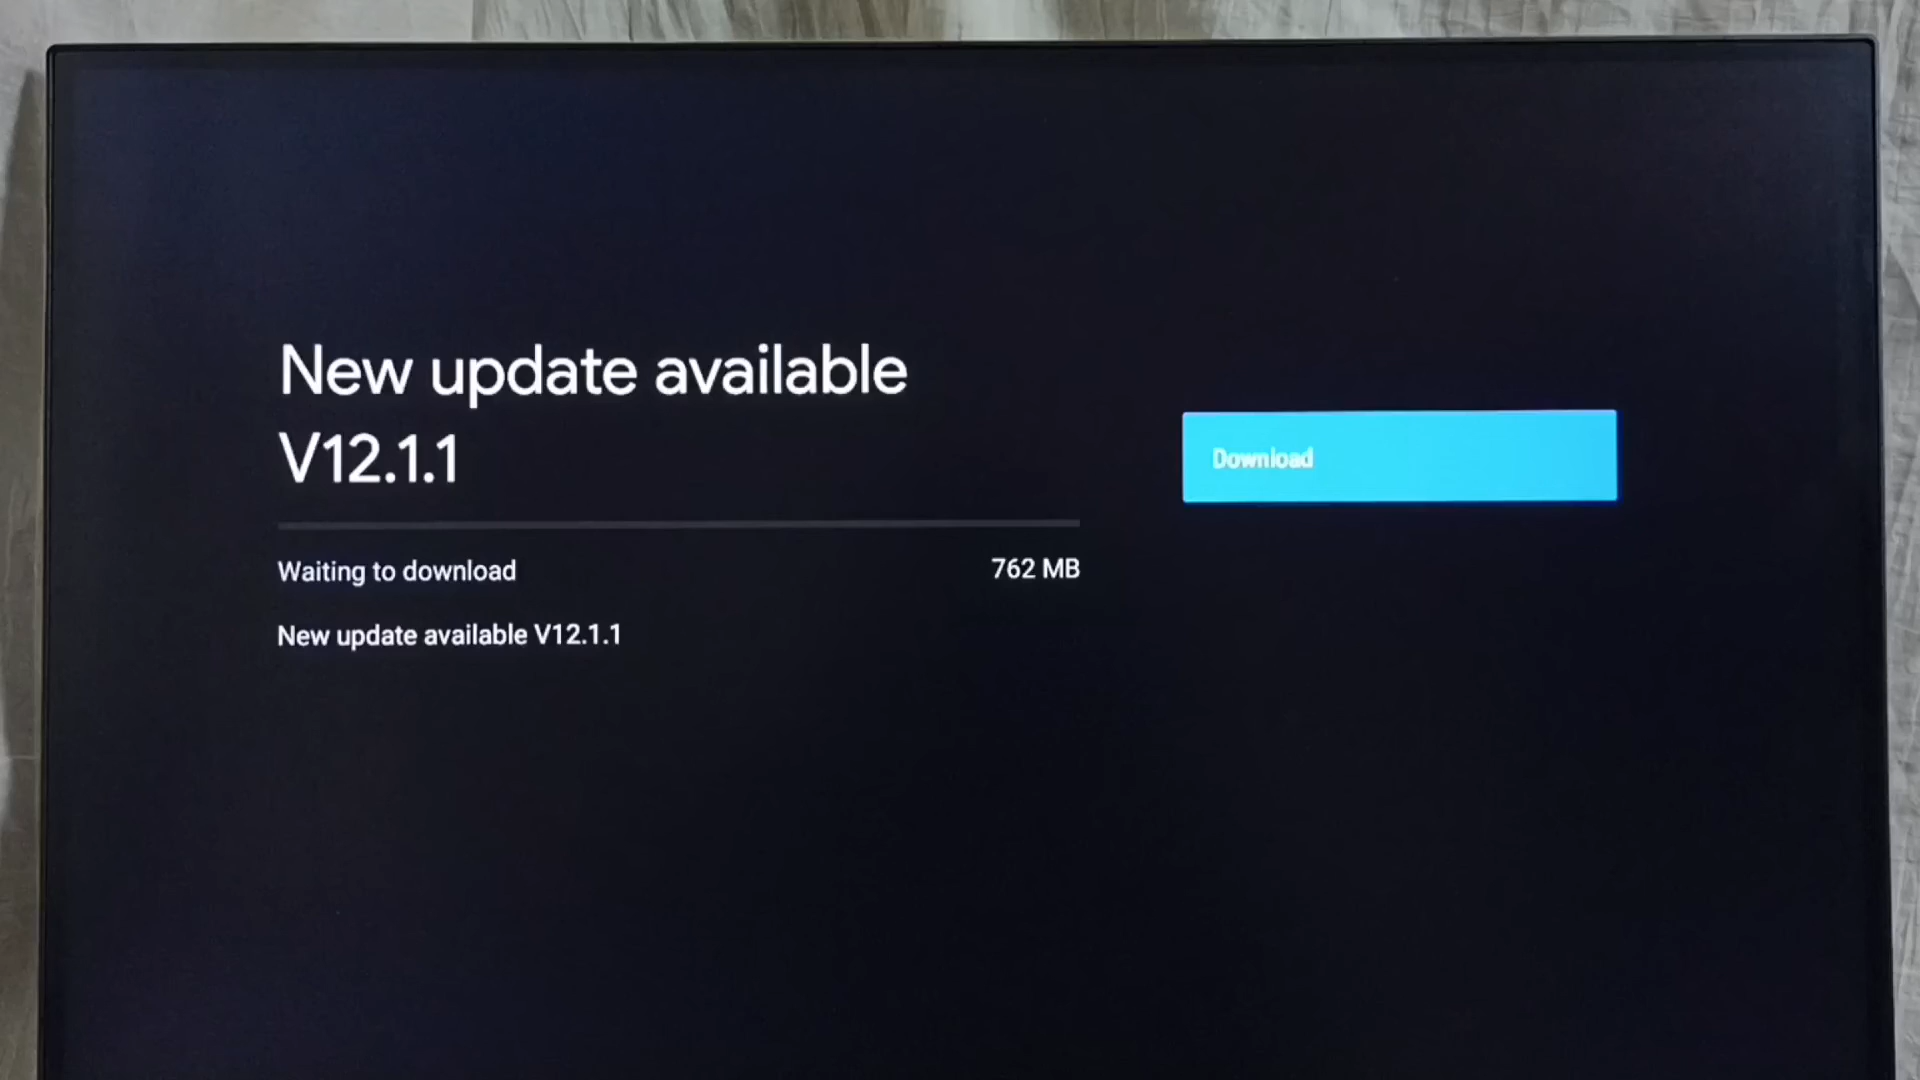 New update available
V12.1.1
Download
Waiting to download 762 MB
New update available V12.1.1